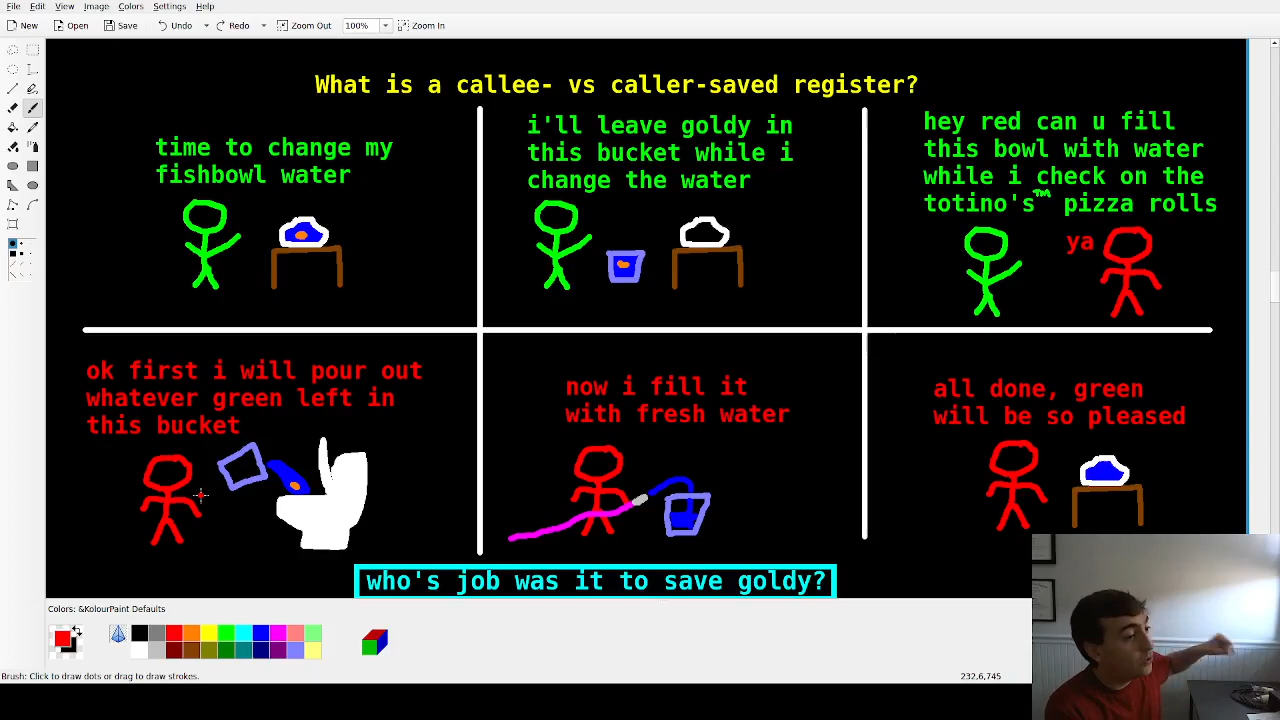 File Edit View Image Colors Settings Help
New Open Save Undo Redo Zoom Out 100% Zoom In
What is a callee- vs caller-saved register?
time to change my
fishbowl water
i'll leave goldy in
this bucket while i
change the water
hey red can u fill
this bowl with water
while i check on the
totino's™ pizza rolls
ya
ok first i will pour out
whatever green left in
this bucket
now i fill it
with fresh water
all done, green
will be so pleased
who's job was it to save goldy?
Colors: &KolourPaint Defaults
Brush: Click to draw dots or drag to draw strokes.
232,6,745